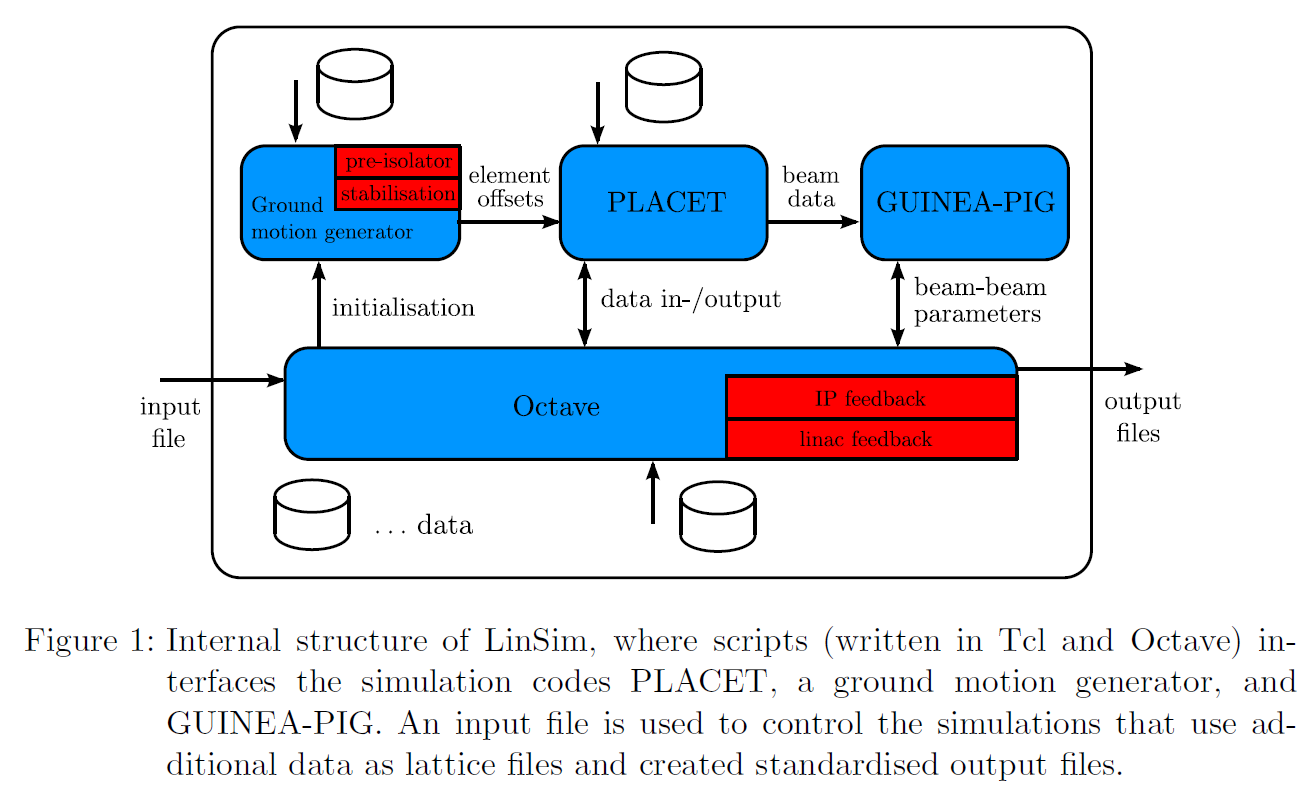 pre-isolator
stabilisation
Ground
motion generator
element
offsets
PLACET
beam
data
GUINEA-PIG
initialisation
data in-/output
beam-beam
parameters
input
file
Octave
IP feedback
linac feedback
output
files
... data
Figure 1: Internal structure of LinSim, where scripts (written in Tcl and Octave) in-
terfaces the simulation codes PLACET, a ground motion generator, and
GUINEA-PIG. An input file is used to control the simulations that use ad-
ditional data as lattice files and created standardised output files.